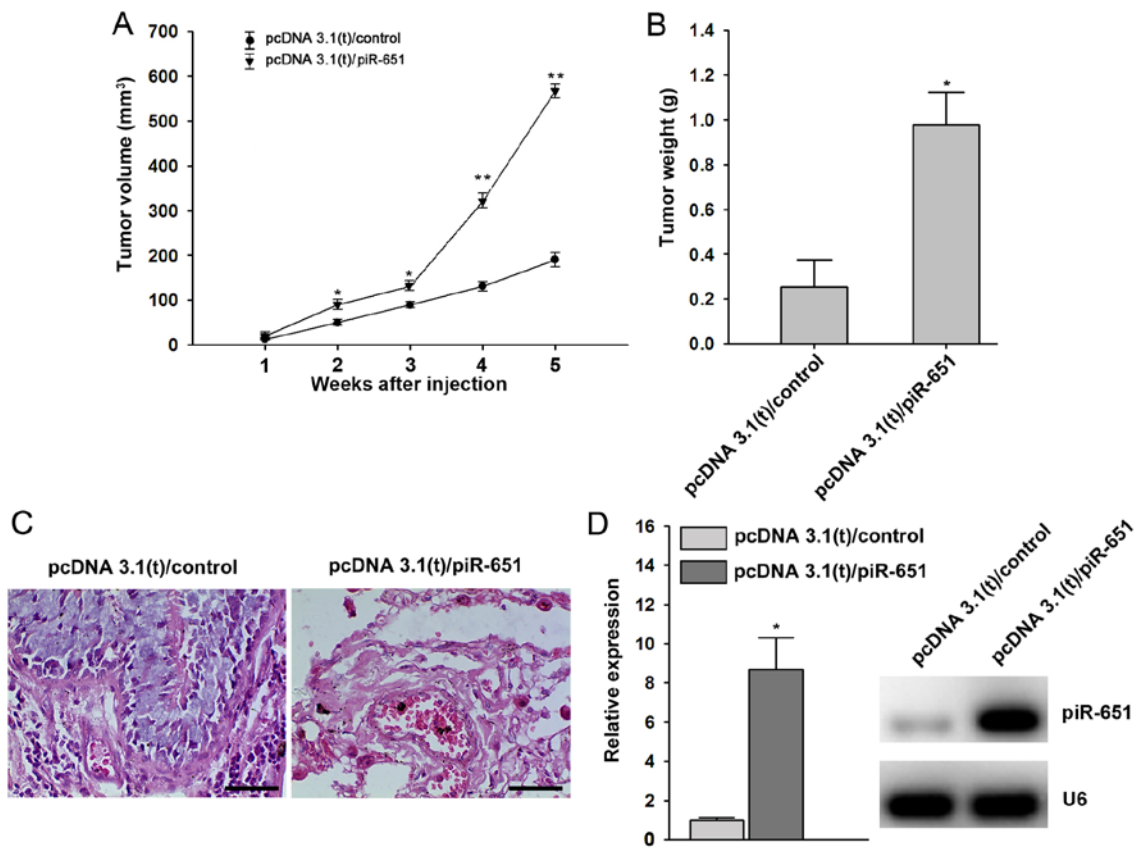 A
pcDNA 3.1(t)/control
pcDNA 3.1(t)/piR-651
Tumor volume (mm³)
700
600
500
400
300
200
100
0
*
*
**
**
1 2 3 4 5
Weeks after injection
B
Tumor weight (g)
1.4
1.2
1.0
0.8
0.6
0.4
0.2
0.0
*
pcDNA 3.1(t)/control
pcDNA 3.1(t)/piR-651
C
pcDNA 3.1(t)/control
pcDNA 3.1(t)/piR-651
D
Relative expression
16
14
12
10
8
6
4
2
0
pcDNA 3.1(t)/control
pcDNA 3.1(t)/piR-651
*
pcDNA 3.1(t)/control
pcDNA 3.1(t)/piR-651
piR-651
U6